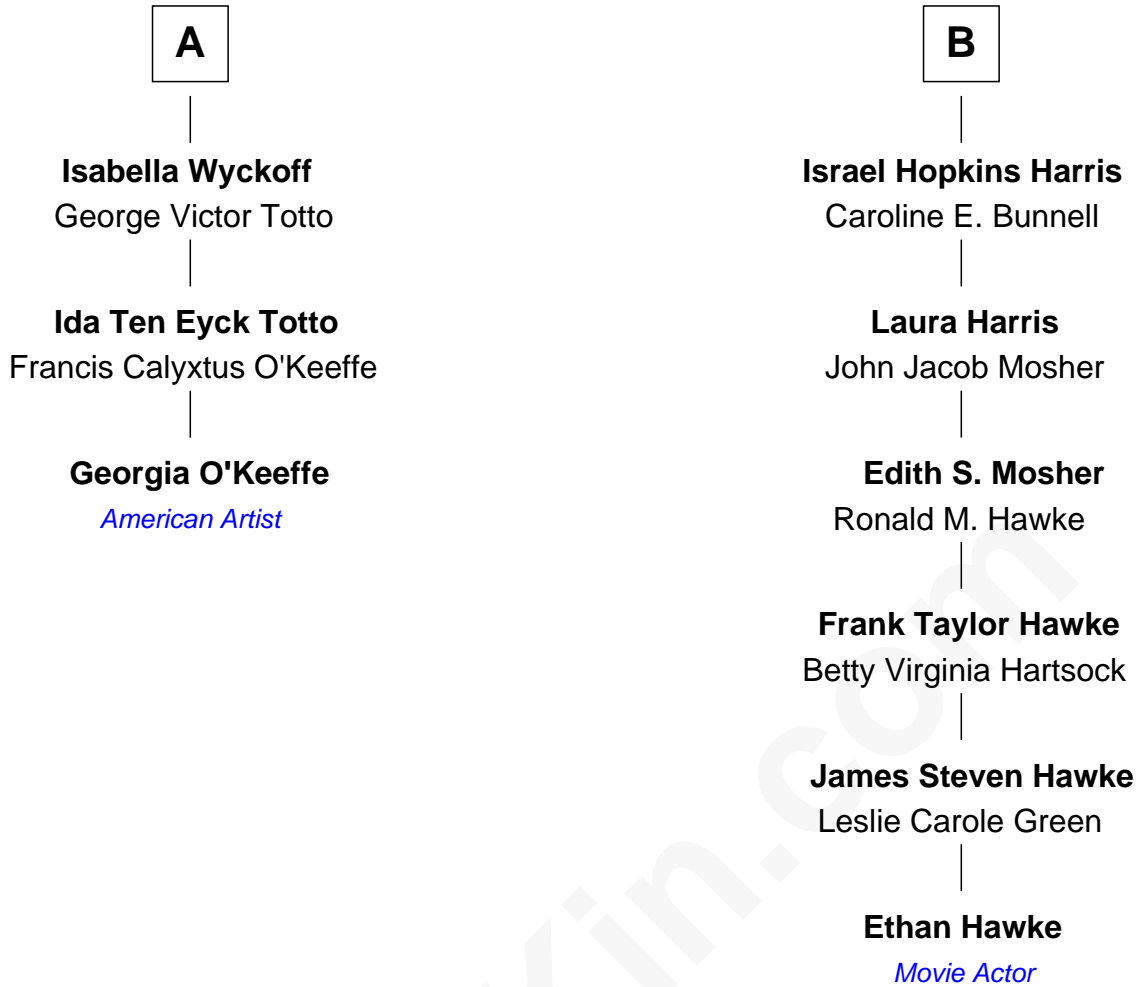 A
Isabella Wyckoff
George Victor Totto
Ida Ten Eyck Totto
Francis Calyxtus O'Keeffe
Georgia O'Keeffe
American Artist
B
Israel Hopkins Harris
Caroline E. Bunnell
Laura Harris
John Jacob Mosher
Edith S. Mosher
Ronald M. Hawke
Frank Taylor Hawke
Betty Virginia Hartsock
James Steven Hawke
Leslie Carole Green
Ethan Hawke
Movie Actor
Kin.com